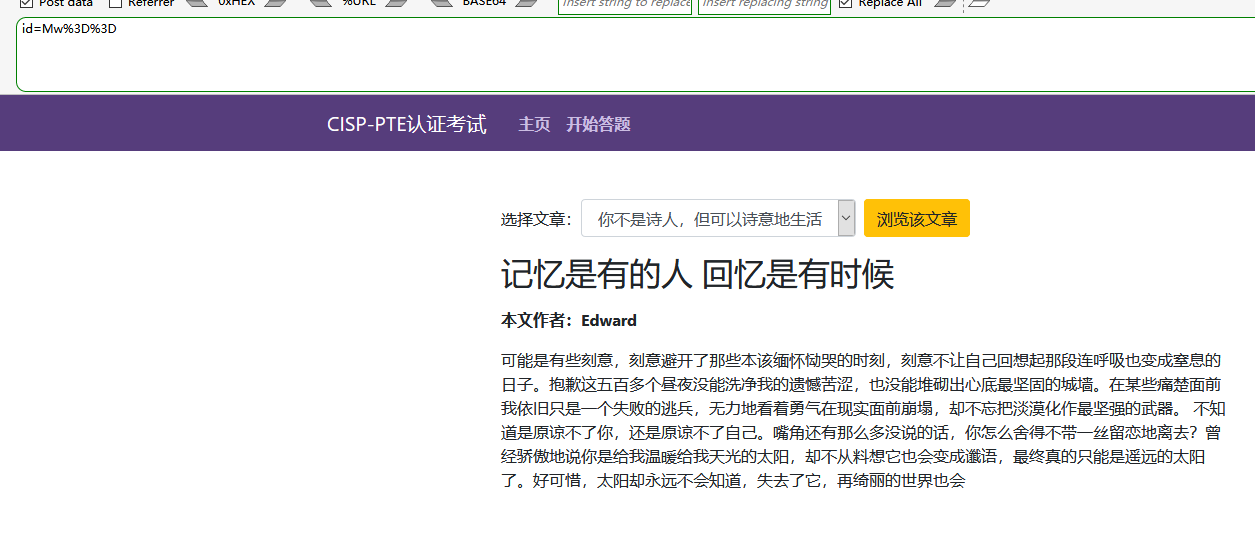 Post data Referrer 0xHEX %URL BASE64 Insert string to replace Insert replacing string Replace All
id=Mw%3D%3D
CISP-PTE认证考试 主页 开始答题
选择文章： 你不是诗人，但可以诗意地生活 浏览该文章
记忆是有的人 回忆是有时候
本文作者：Edward
可能是有些刻意，刻意避开了那些本该缅怀恸哭的时刻，刻意不让自己回想起那段连呼吸也变成窒息的
日子。抱歉这五百多个昼夜没能洗净我的遗憾苦涩，也没能堆砌出心底最坚固的城墙。在某些痛楚面前
我依旧只是一个失败的逃兵，无力地看着勇气在现实面前崩塌，却不忘把淡漠化作最坚强的武器。 不知
道是原谅不了你，还是原谅不了自己。嘴角还有那么多没说的话，你怎么舍得不带一丝留恋地离去？曾
经骄傲地说你是给我温暖给我天光的太阳，却不从料想它也会变成谶语，最终真的只能是遥远的太阳
了。好可惜，太阳却永远不会知道，失去了它，再绮丽的世界也会